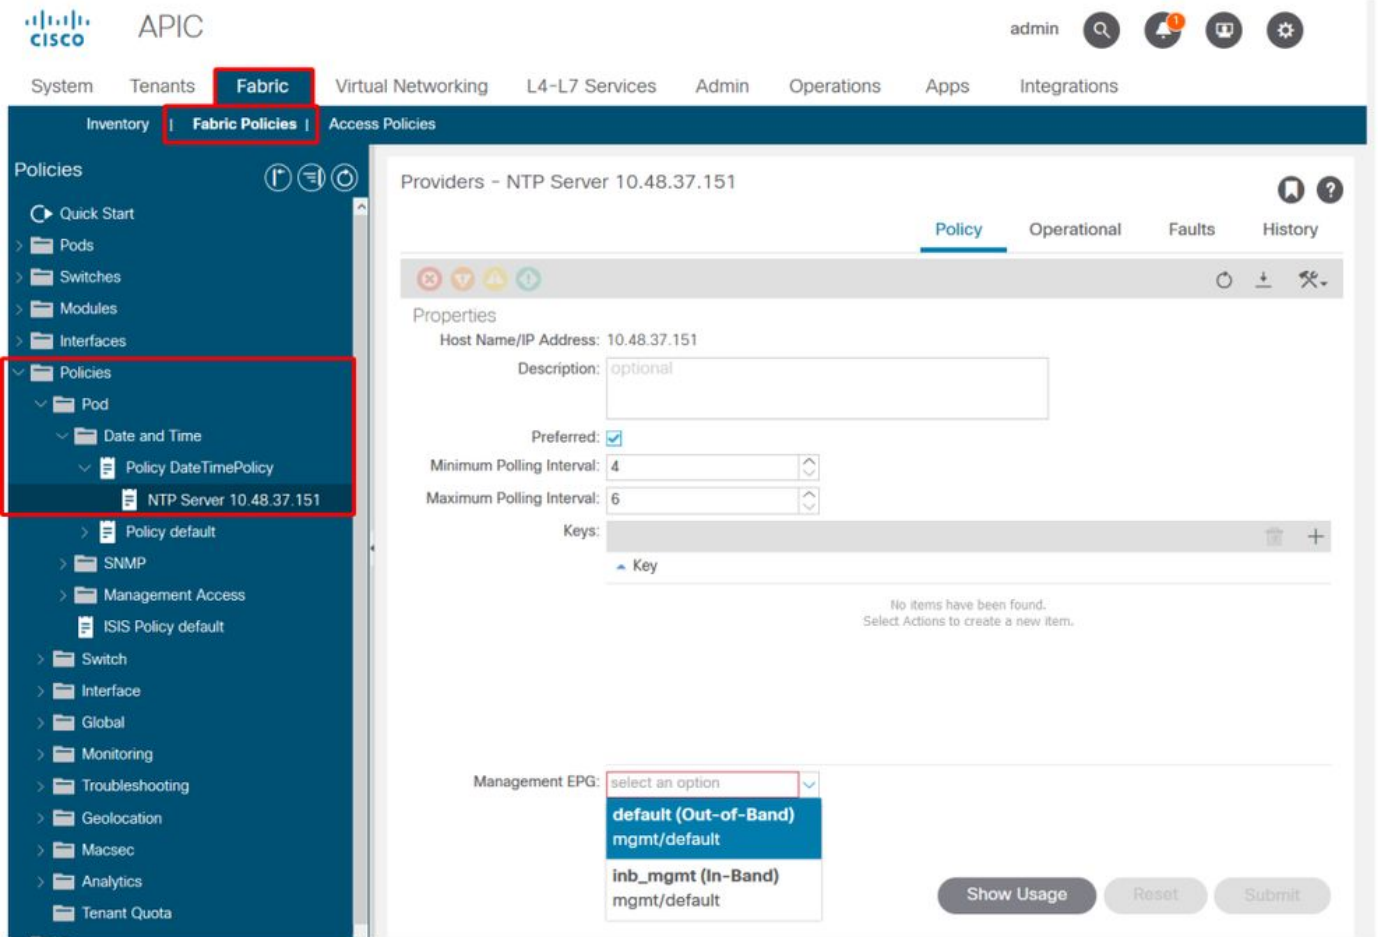 CISCO
APIC
admin
1
System Tenants Fabric Virtual Networking L4-L7 Services Admin Operations Apps Integrations
Inventory | Fabric Policies | Access Policies
Policies
Quick Start
Pods
Switches
Modules
Interfaces
Policies
Pod
Date and Time
Policy DateTimePolicy
NTP Server 10.48.37.151
Policy default
SNMP
Management Access
ISIS Policy default
Switch
Interface
Global
Monitoring
Troubleshooting
Geolocation
Macsec
Analytics
Tenant Quota
Providers - NTP Server 10.48.37.151
Policy Operational Faults History
Properties
Host Name/IP Address: 10.48.37.151
Description: optional
Preferred:
Minimum Polling Interval: 4
Maximum Polling Interval: 6
Keys:
Key
No items have been found.
Select Actions to create a new item.
Management EPG: select an option
default (Out-of-Band)
mgmt/default
inb_mgmt (In-Band)
mgmt/default
Show Usage Reset Submit